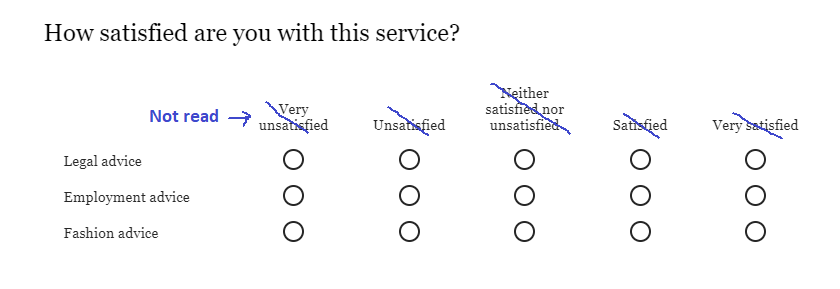 How satisfied are you with this service?
Neither
Very satisfied nor
Not read → unsatisfied Unsatisfied unsatisfied Satisfied Very satisfied
Legal advice
Employment advice
Fashion advice